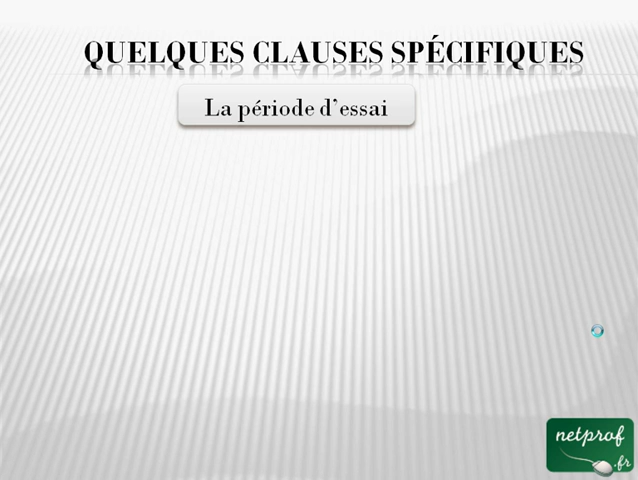 QUELQUES CLAUSES SPÉCIFIQUES
La période d'essai
netprof
.fr